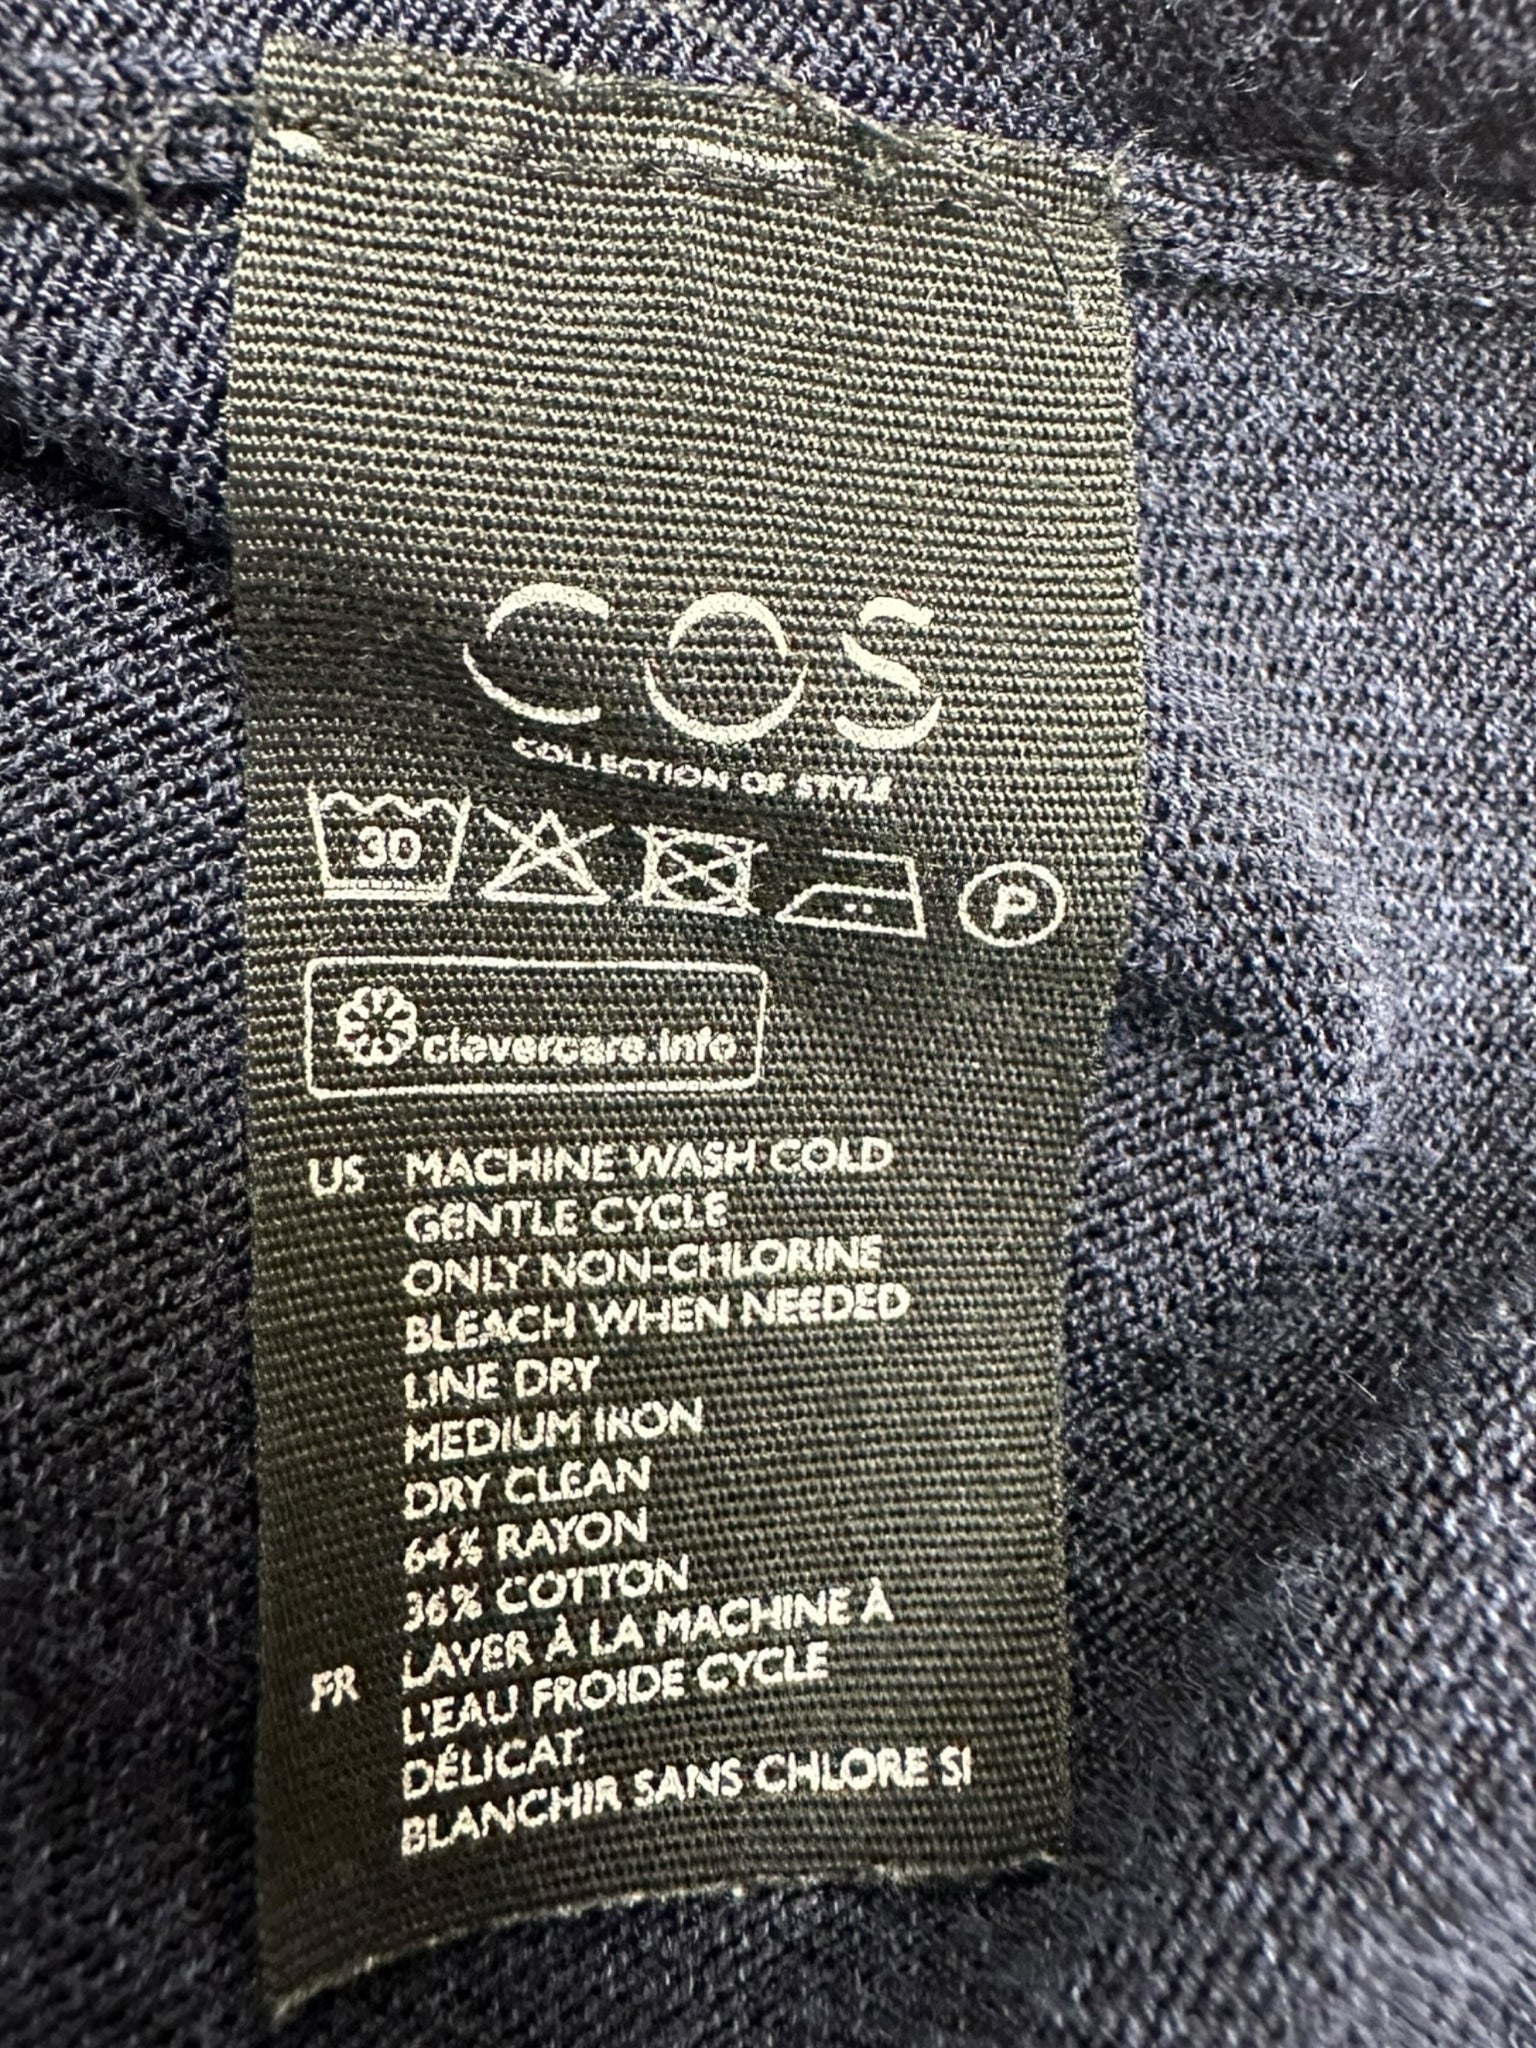 COS
COLLECTION OF STYLE
30
P
clevercare.info
US MACHINE WASH COLD
GENTLE CYCLE
ONLY NON-CHLORINE
BLEACH WHEN NEEDED
LINE DRY
MEDIUM IRON
DRY CLEAN
64% RAYON
36% COTTON
FR LAVER À LA MACHINE À
L'EAU FROIDE CYCLE
DÉLICAT.
BLANCHIR SANS CHLORE SI